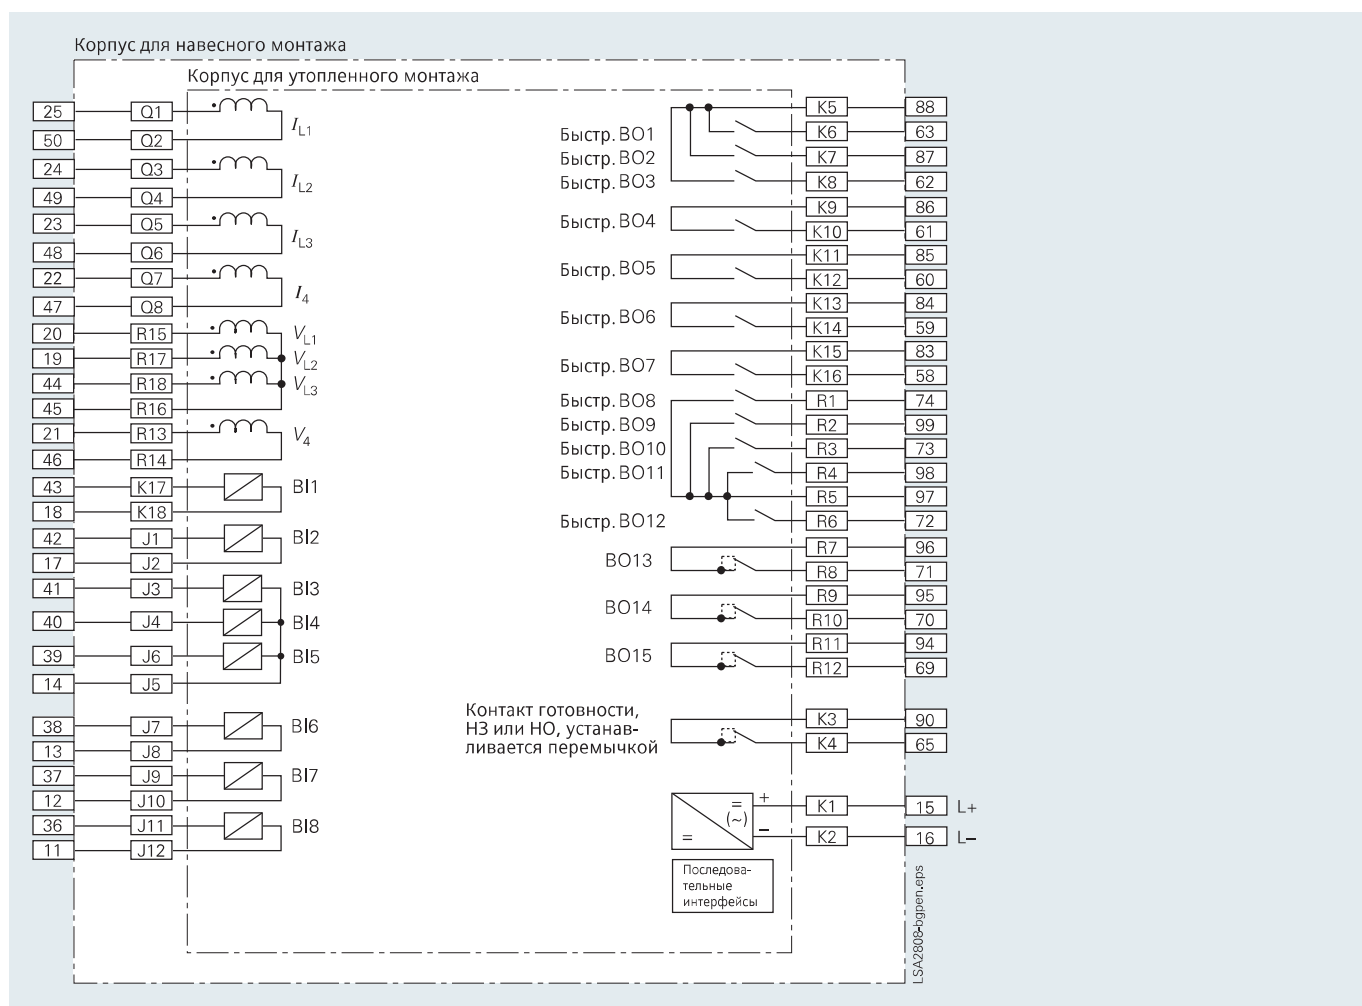 Корпус для навесного монтажа
Корпус для утопленного монтажа
25 Q1
50 Q2
I L1
24 Q3
49 Q4
I L2
23 Q5
48 Q6
I L3
22 Q7
47 Q8
I 4
20 R15 V L1
19 R17 V L2
44 R18 V L3
45 R16
21 R13 V 4
46 R14
43 K17 BI1
18 K18
42 J1 BI2
17 J2
41 J3 BI3
40 J4 BI4
39 J6 BI5
14 J5
38 J7 BI6
13 J8
37 J9 BI7
12 J10
36 J11 BI8
11 J12
K5 88
Быстр. BO1 K6 63
Быстр. BO2 K7 87
Быстр. BO3 K8 62
K9 86
Быстр. BO4 K10 61
K11 85
Быстр. BO5 K12 60
K13 84
Быстр. BO6 K14 59
K15 83
Быстр. BO7 K16 58
Быстр. BO8 R1 74
Быстр. BO9 R2 99
Быстр. BO10 R3 73
Быстр. BO11 R4 98
R5 97
Быстр. BO12 R6 72
R7 96
BO13 R8 71
R9 95
BO14 R10 70
R11 94
BO15 R12 69
Контакт готовности,
НЗ или НО, устанав-
ливается перемычкой
K3 90
K4 65
= (~) =
+ K1 15 L+
− K2 16 L−
Последова-
тельные
интерфейсы
LSA2808-bgpen.eps